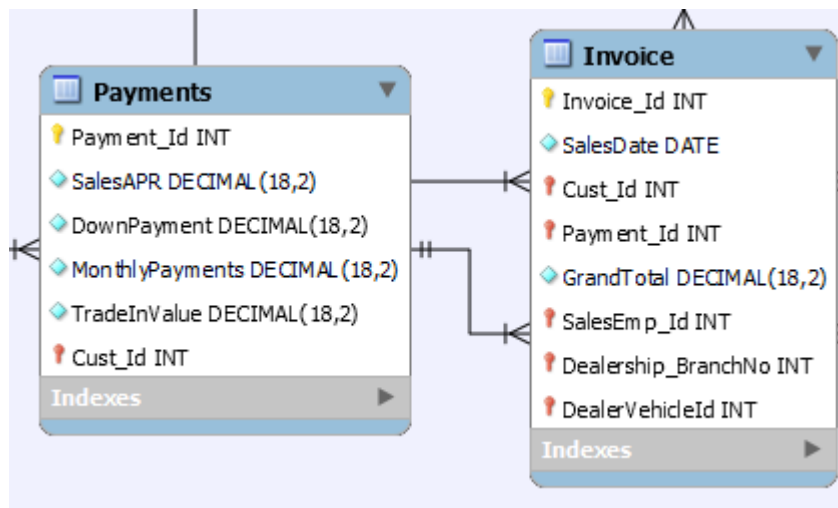 Payments
Payment_Id INT
SalesAPR DECIMAL(18,2)
DownPayment DECIMAL(18,2)
MonthlyPayments DECIMAL(18,2)
TradeInValue DECIMAL(18,2)
Cust_Id INT
Indexes
Invoice
Invoice_Id INT
SalesDate DATE
Cust_Id INT
Payment_Id INT
GrandTotal DECIMAL(18,2)
SalesEmp_Id INT
Dealership_BranchNo INT
DealerVehicleId INT
Indexes